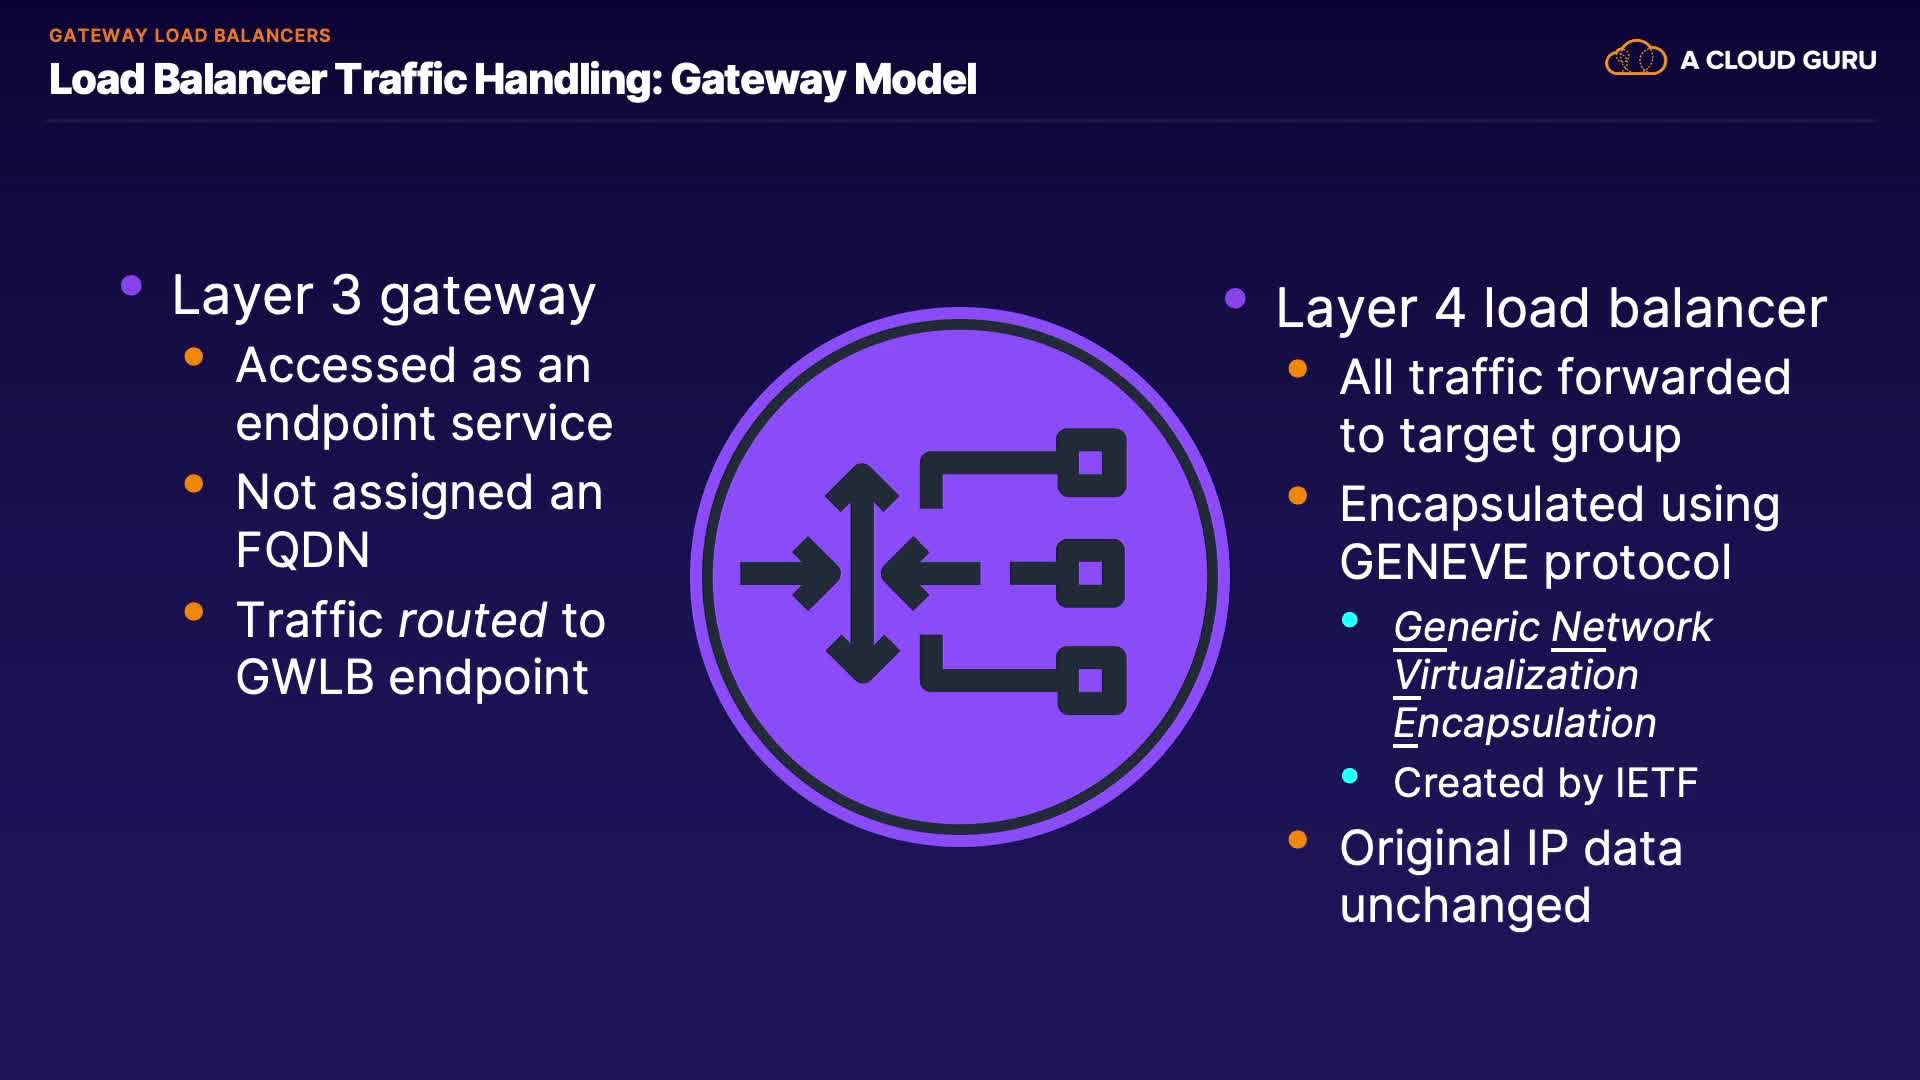 GATEWAY LOAD BALANCERS
Load Balancer Traffic Handling: Gateway Model
A CLOUD GURU
Layer 3 gateway
Accessed as an
endpoint service
Not assigned an
FQDN
Traffic routed to
GWLB endpoint
Layer 4 load balancer
All traffic forwarded
to target group
Encapsulated using
GENEVE protocol
Generic Network
Virtualization
Encapsulation
Created by IETF
Original IP data
unchanged